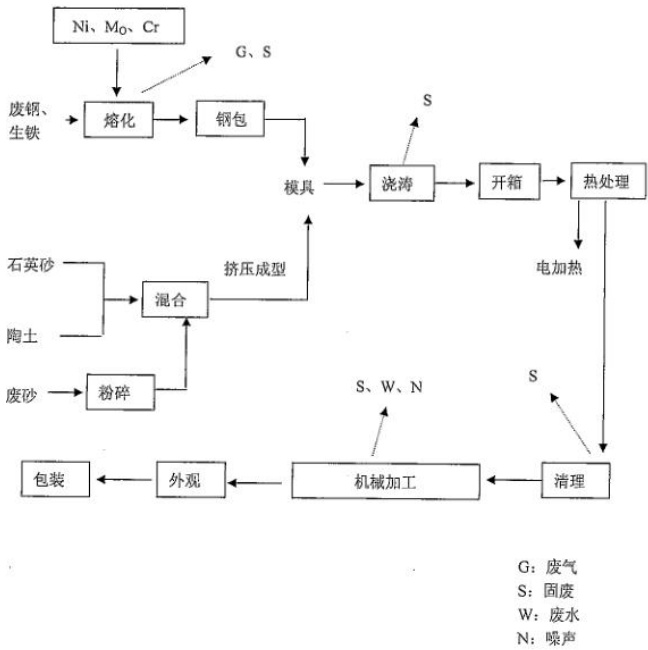 Ni、Mo、Cr
G、S
废钢、
生铁
熔化
钢包
S
模具
浇涛
开箱
热处理
电加热
石英砂
挤压成型
混合
陶土
废砂
粉碎
S、W、N
S
包装
外观
机械加工
清理
G：废气
S：固废
W：废水
N：噪声